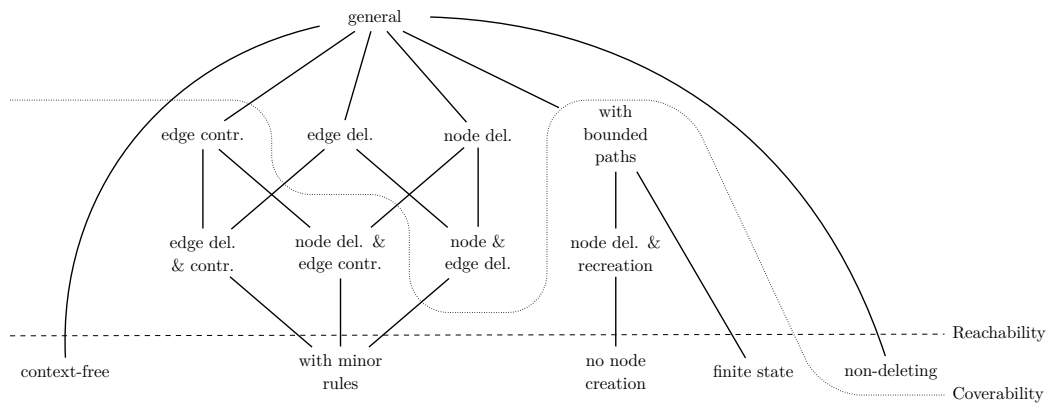 general
edge contr.
edge del.
node del.
with
bounded
paths
edge del.
& contr.
node del. &
edge contr.
node &
edge del.
node del. &
recreation
Reachability
context-free
with minor
rules
no node
creation
finite state
non-deleting
Coverability